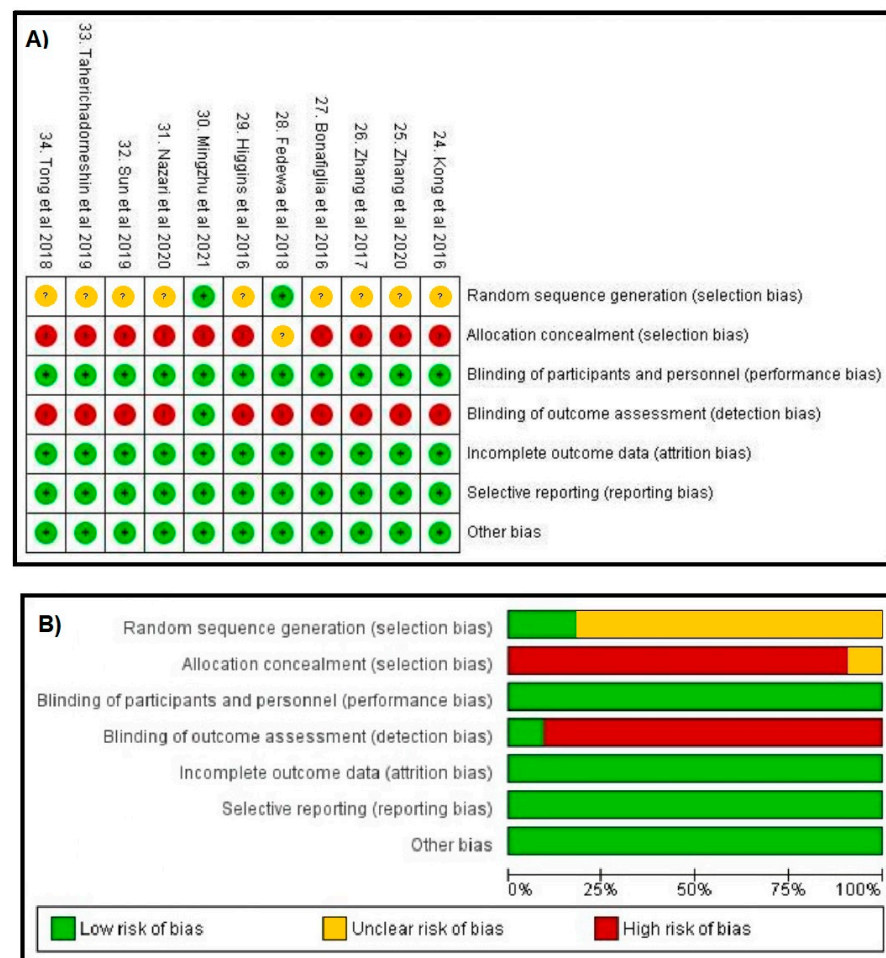 A)
34. Tong et al 2018
33. Taherichadorneshin et al 2019
32. Sun et al 2019
31. Nazari et al 2020
30. Mingzhu et al 2021
29. Higgins et al 2016
28. Fedewa et al 2018
27. Bonafiglia et al 2016
26. Zhang et al 2017
25. Zhang et al 2020
24. Kong et al 2016
? ? ? ? + ? + ? ? ? ? Random sequence generation (selection bias)
- - - - - - ? - - - - Allocation concealment (selection bias)
+ + + + + + + + + + + Blinding of participants and personnel (performance bias)
- - - - + - - - - - - Blinding of outcome assessment (detection bias)
+ + + + + + + + + + + Incomplete outcome data (attrition bias)
+ + + + + + + + + + + Selective reporting (reporting bias)
+ + + + + + + + + + + Other bias
B)
Random sequence generation (selection bias)
Allocation concealment (selection bias)
Blinding of participants and personnel (performance bias)
Blinding of outcome assessment (detection bias)
Incomplete outcome data (attrition bias)
Selective reporting (reporting bias)
Other bias
0% 25% 50% 75% 100%
Low risk of bias Unclear risk of bias High risk of bias